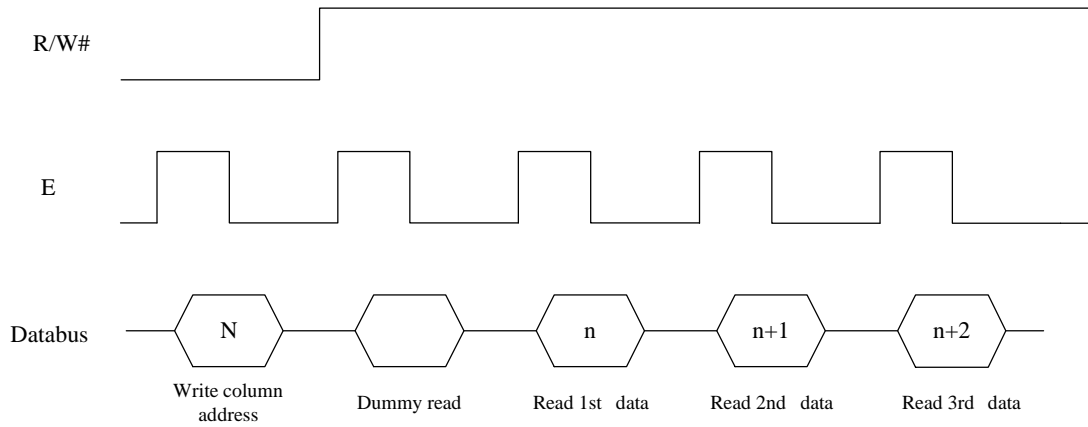 R/W#
E
Databus
N
n
n+1
n+2
Write column
address
Dummy read
Read 1st data
Read 2nd data
Read 3rd data